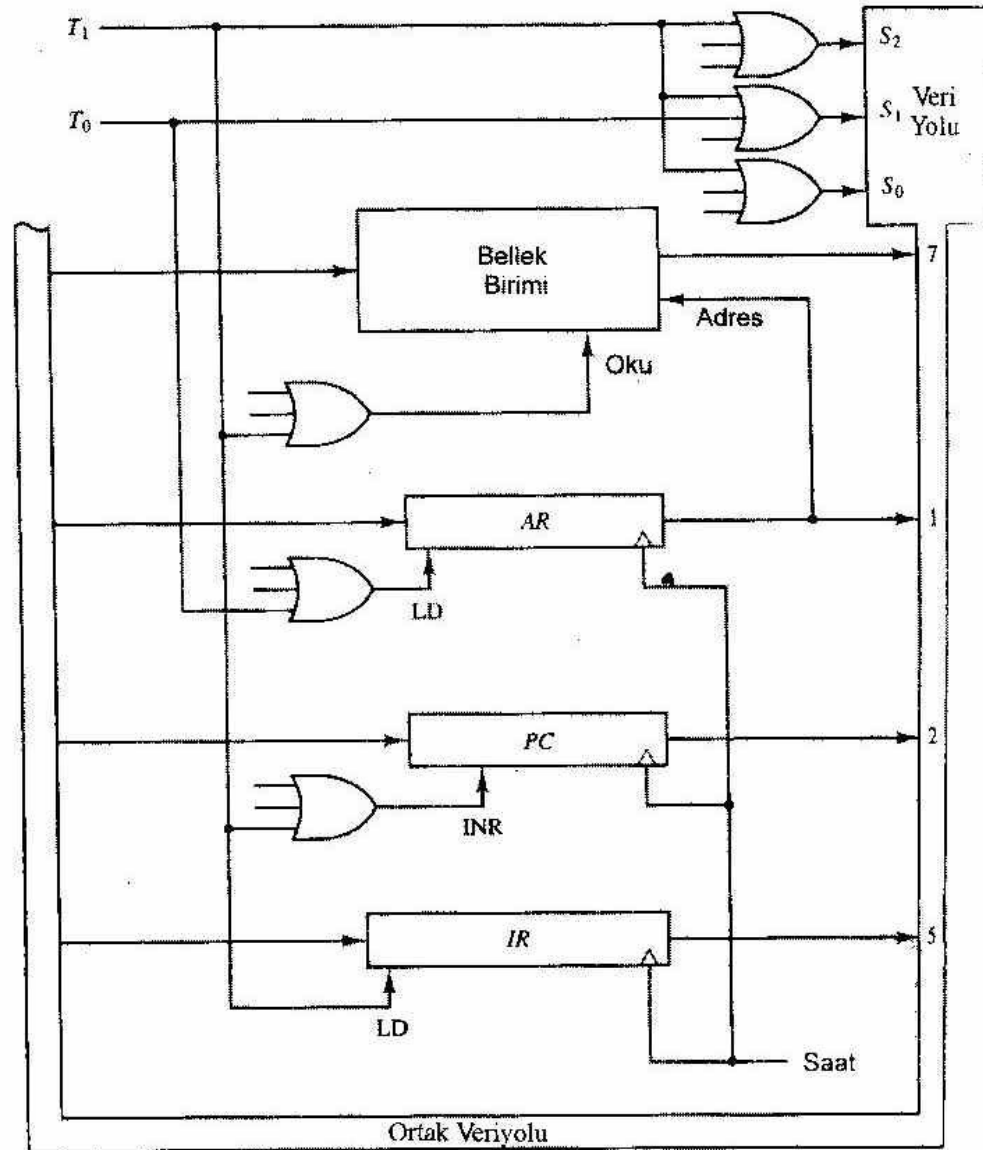 T1
S2
T0
S1
Veri
Yolu
S0
Bellek
Birimi
7
Adres
Oku
AR
1
LD
PC
2
INR
IR
5
LD
Saat
Ortak Veriyolu